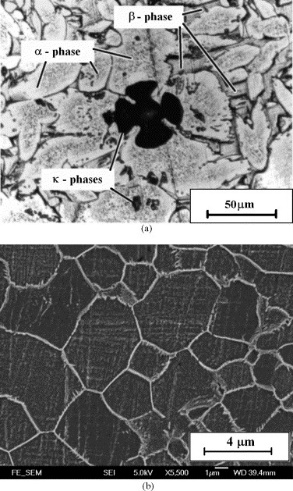 β - phase
α - phase
κ - phases
50μm
(a)
4 μm
FE_SEM SEI 5.0kV X5,500 1μm WD 39.4mm
(b)